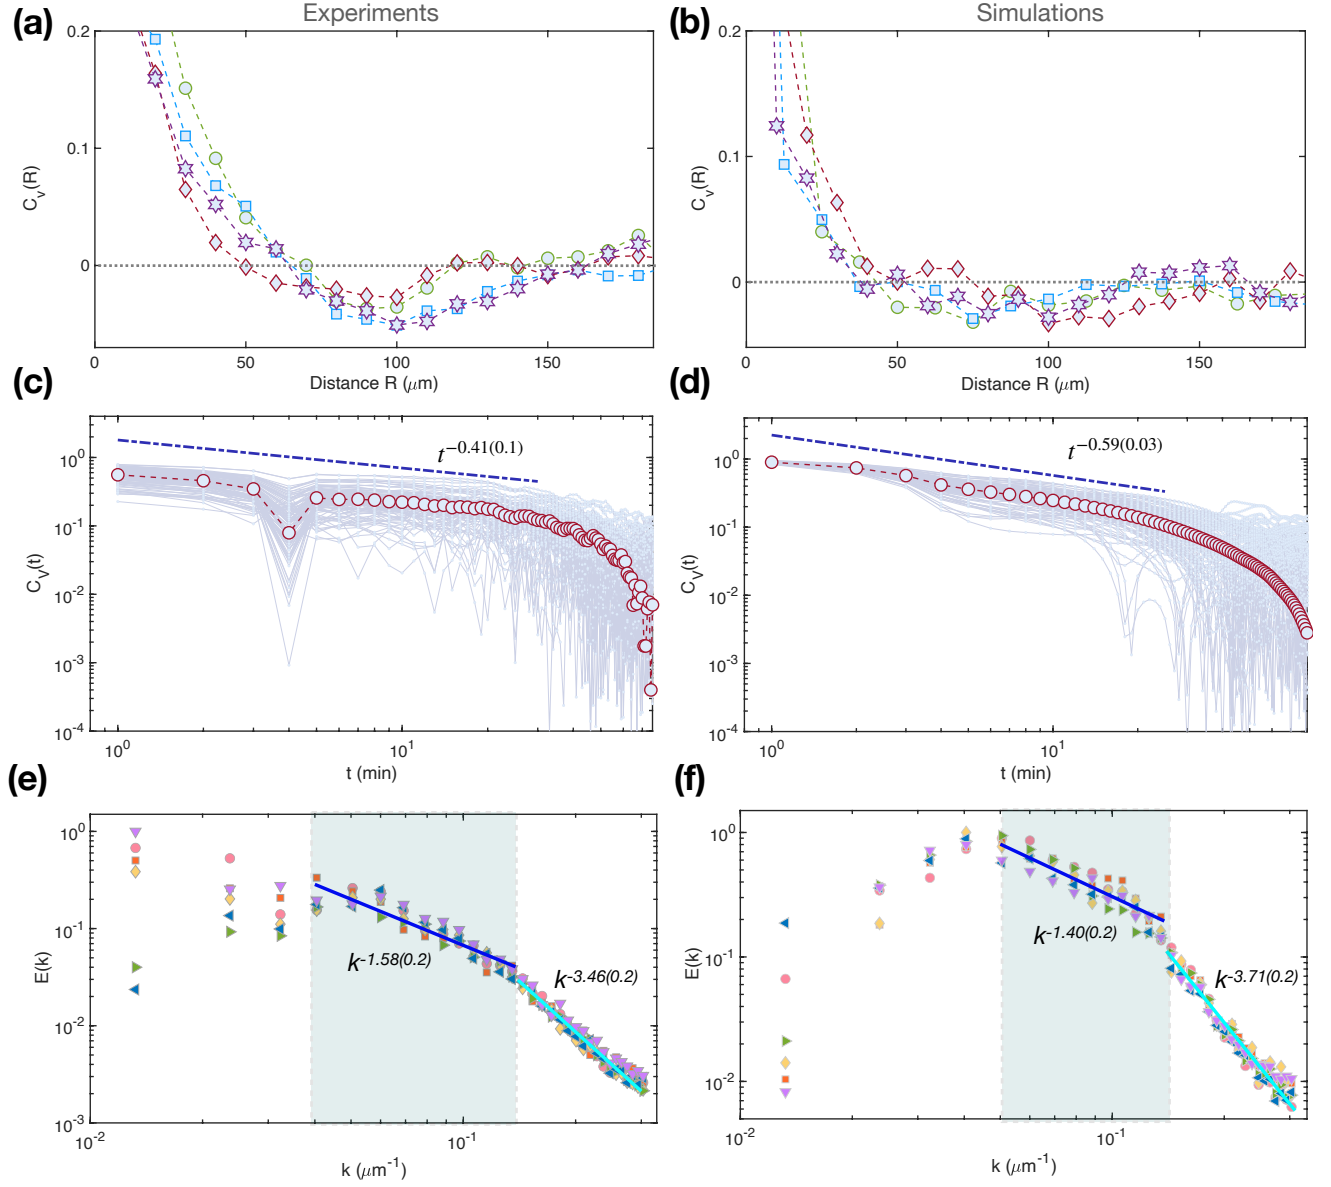 Experiments
Simulations
(a)
0.2
0.1
0
C_v(R)
0
50
100
150
Distance R (μm)
(b)
0.2
0.1
0
C_v(R)
0
50
100
150
Distance R (μm)
(c)
10^0
10^-1
10^-2
10^-3
10^-4
C_v(t)
t^-0.41(0.1)
10^0
10^1
t (min)
(d)
10^0
10^-1
10^-2
10^-3
10^-4
C_v(t)
t^-0.59(0.03)
10^0
10^1
t (min)
(e)
10^0
10^-1
10^-2
10^-3
E(k)
k^-1.58(0.2)
k^-3.46(0.2)
10^-2
10^-1
k (μm^-1)
(f)
10^0
10^-1
10^-2
E(k)
k^-1.40(0.2)
k^-3.71(0.2)
10^-2
10^-1
k (μm^-1)